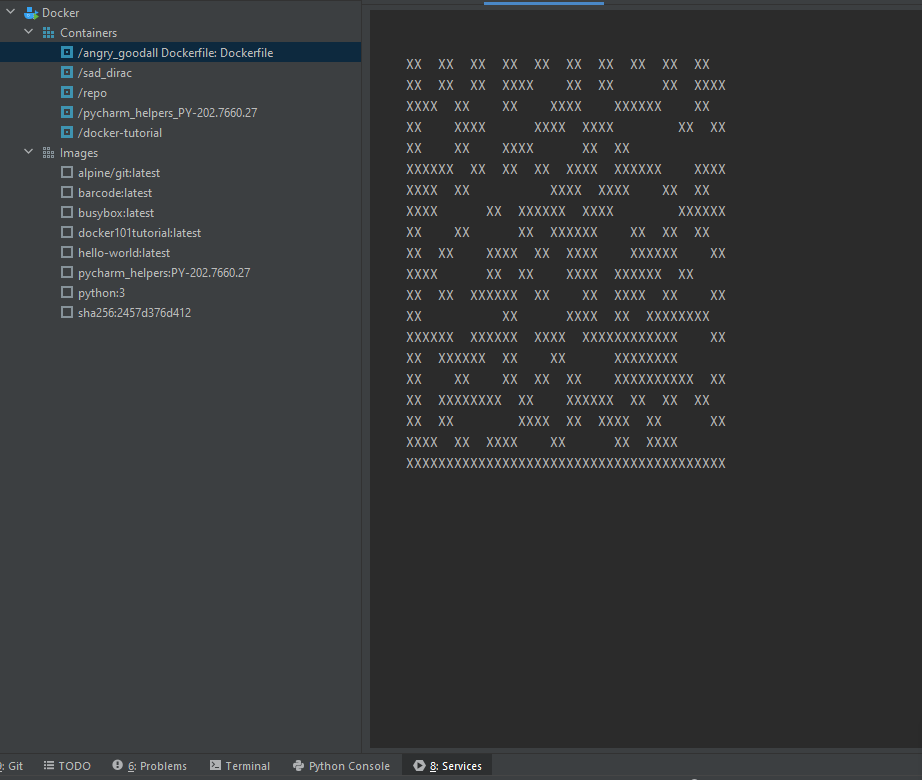 Docker
Containers
/angry_goodall Dockerfile: Dockerfile
/sad_dirac
/repo
/pycharm_helpers_PY-202.7660.27
/docker-tutorial
Images
alpine/git:latest
barcode:latest
busybox:latest
docker101tutorial:latest
hello-world:latest
pycharm_helpers:PY-202.7660.27
python:3
sha256:2457d376d412
XX  XX  XX  XX  XX  XX  XX  XX  XX  XX
XX  XX  XX  XXXX    XX  XX      XX  XXXX
XXXX  XX    XX    XXXX    XXXXXX    XX
XX    XXXX      XXXX  XXXX        XX  XX
XX    XX    XXXX      XX  XX
XXXXXX  XX  XX  XX  XXXX  XXXXXX    XXXX
XXXX  XX          XXXX  XXXX    XX  XX
XXXX      XX  XXXXXX  XXXX        XXXXXX
XX    XX      XX  XXXXXX    XX  XX  XX
XX  XX    XXXX  XX  XXXX    XXXXXX    XX
XXXX      XX  XX    XXXX  XXXXXX  XX
XX  XX  XXXXXX  XX    XX  XXXX  XX    XX
XX          XX      XXXX  XX  XXXXXXXX
XXXXXX  XXXXXX  XXXX  XXXXXXXXXXXX    XX
XX  XXXXXX  XX    XX      XXXXXXXX
XX    XX    XX  XX  XX    XXXXXXXXXX  XX
XX  XXXXXXXX  XX    XXXXXX  XX  XX  XX
XX  XX        XXXX  XX  XXXX  XX      XX
XXXX  XX  XXXX    XX      XX  XXXX
XXXXXXXXXXXXXXXXXXXXXXXXXXXXXXXXXXXXXXXX
: Git TODO 6: Problems Terminal Python Console 8: Services